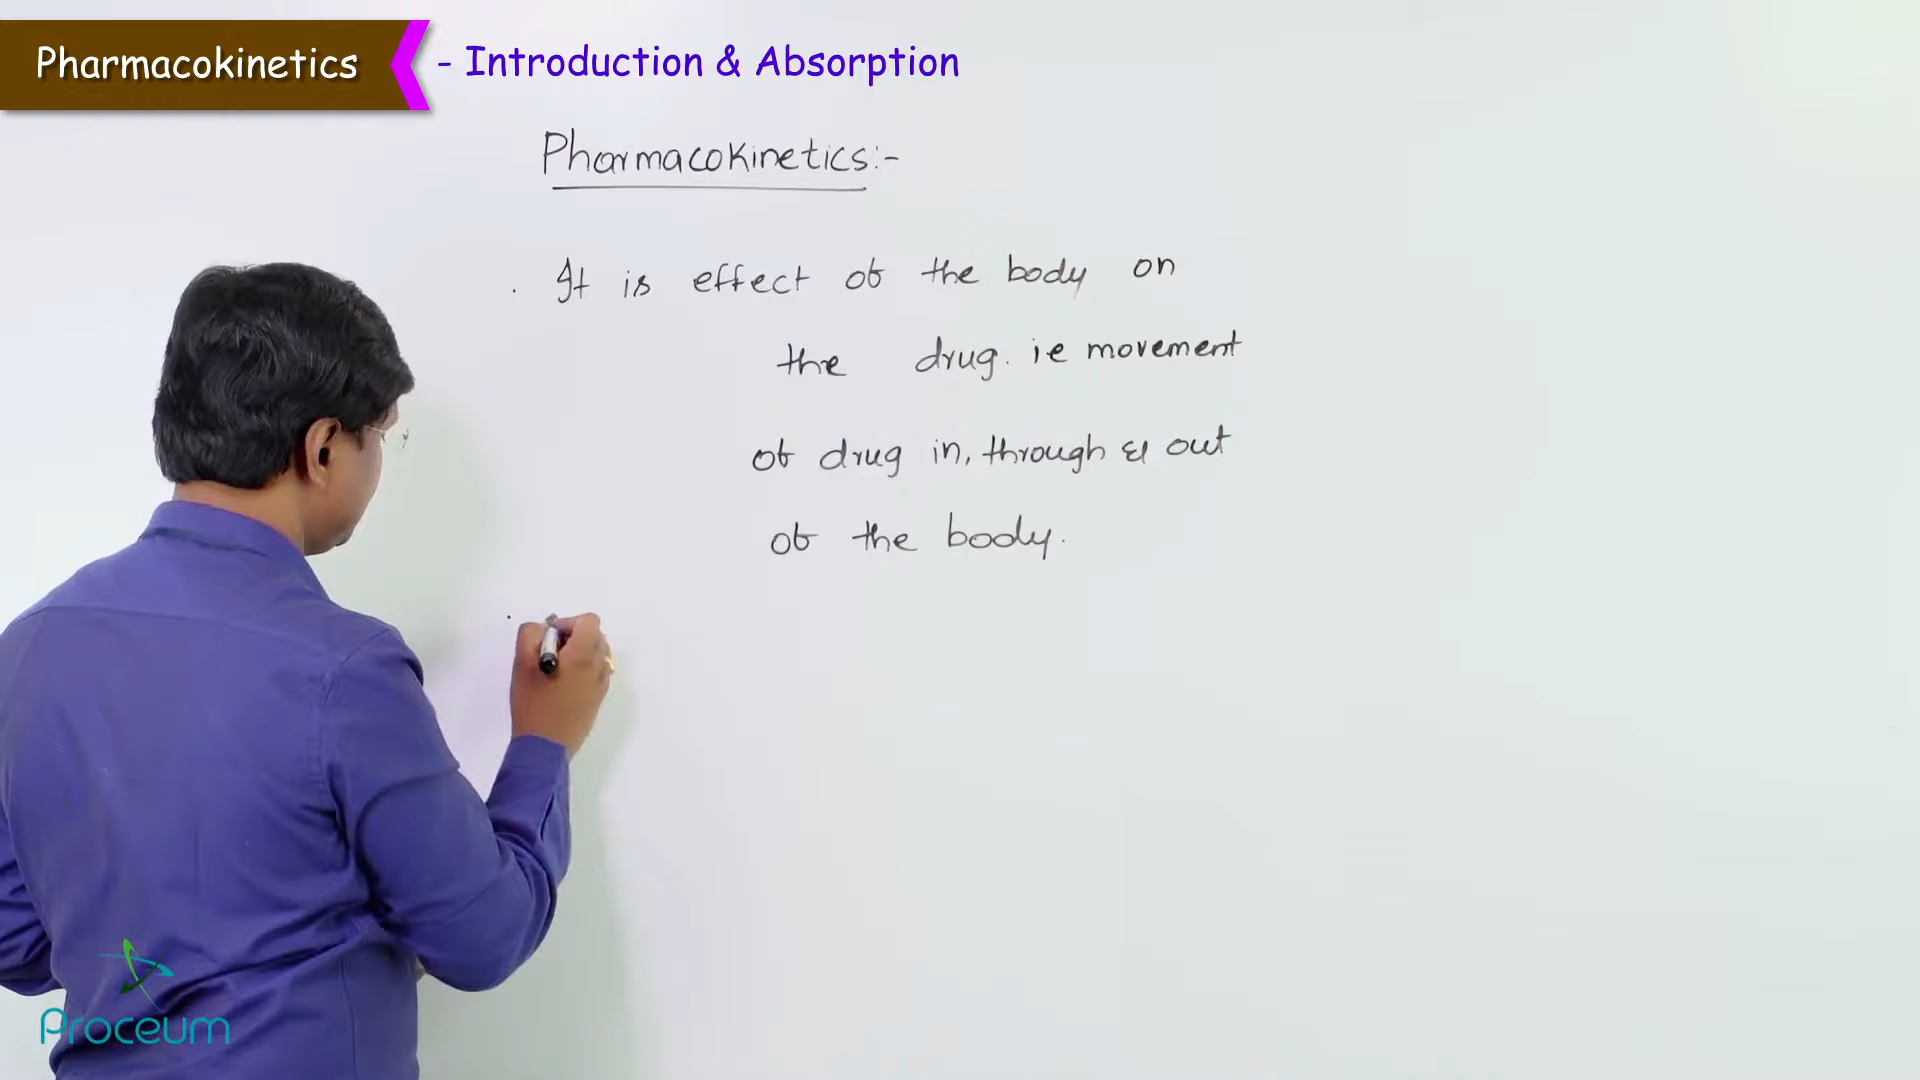 Pharmacokinetics
- Introduction & Absorption
Pharmacokinetics:-
. It is effect of the body on
the drug. ie movement
of drug in, through & out
of the body.
.
Proceum